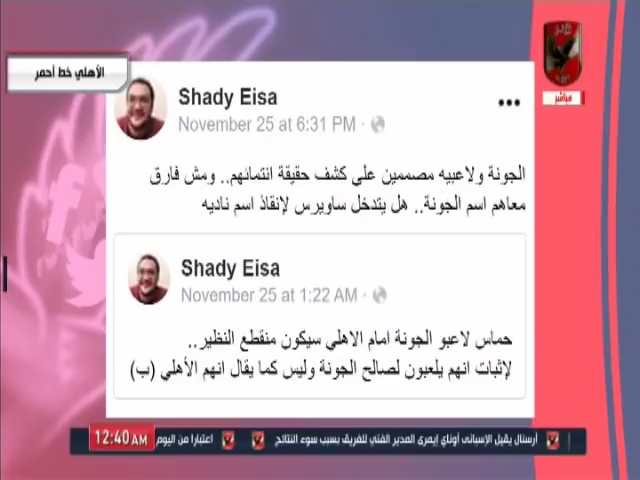 الأهلي خط أحمر
مباشر
Shady Eisa
November 25 at 6:31 PM
الجونة ولاعبيه مصممين على كشف حقيقة انتمائهم.. ومش فارق
معاهم اسم الجونة.. هل يتدخل ساويرس لإنقاذ اسم ناديه
Shady Eisa
November 25 at 1:22 AM
حماس لاعبو الجونة امام الاهلي سيكون منقطع النظير..
لإثبات انهم يلعبون لصالح الجونة وليس كما يقال انهم الأهلي (ب)
12:40 AM
أرسنال يقيل الإسباني أوناي إيمري المدير الفني للفريق بسبب سوء النتائج
اعتبارا من اليوم